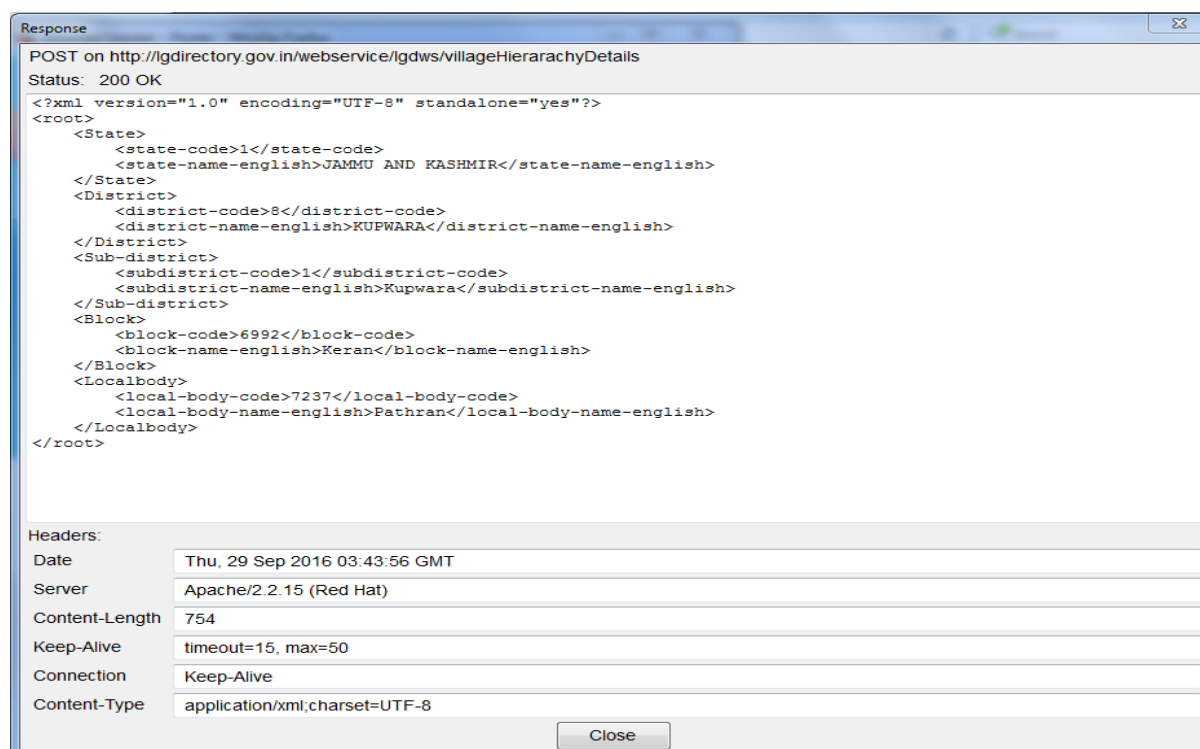 Response
POST on http://lgdirectory.gov.in/webservice/lgdws/villageHierarachyDetails
Status: 200 OK
<?xml version="1.0" encoding="UTF-8" standalone="yes"?>
<root>
    <State>
        <state-code>1</state-code>
        <state-name-english>JAMMU AND KASHMIR</state-name-english>
    </State>
    <District>
        <district-code>8</district-code>
        <district-name-english>KUPWARA</district-name-english>
    </District>
    <Sub-district>
        <subdistrict-code>1</subdistrict-code>
        <subdistrict-name-english>Kupwara</subdistrict-name-english>
    </Sub-district>
    <Block>
        <block-code>6992</block-code>
        <block-name-english>Keran</block-name-english>
    </Block>
    <Localbody>
        <local-body-code>7237</local-body-code>
        <local-body-name-english>Pathran</local-body-name-english>
    </Localbody>
</root>
Headers:
Date Thu, 29 Sep 2016 03:43:56 GMT
Server Apache/2.2.15 (Red Hat)
Content-Length 754
Keep-Alive timeout=15, max=50
Connection Keep-Alive
Content-Type application/xml;charset=UTF-8
Close